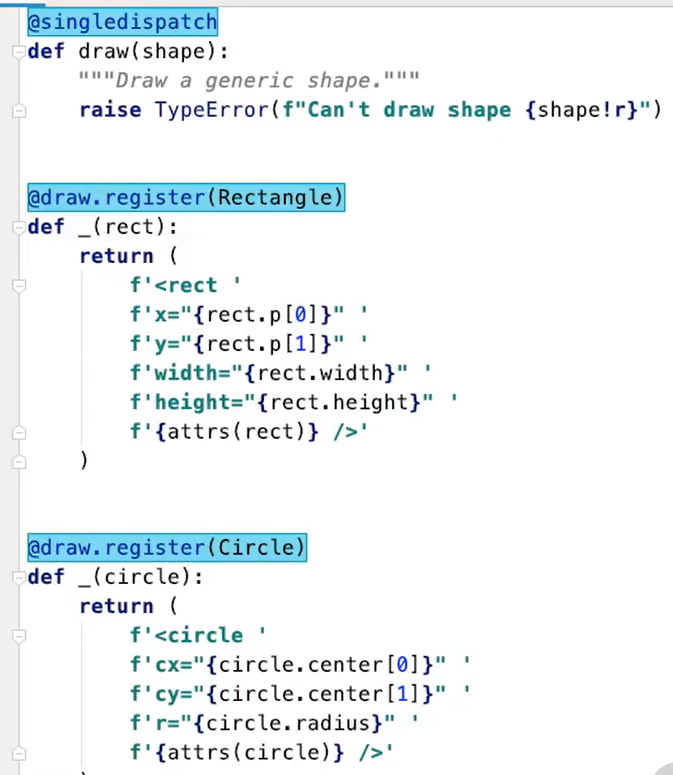 @singledispatch
def draw(shape):
    """Draw a generic shape."""
    raise TypeError(f"Can't draw shape {shape!r}")
@draw.register(Rectangle)
def _(rect):
    return (
        f'<rect '
        f'x="{rect.p[0]}" '
        f'y="{rect.p[1]}" '
        f'width="{rect.width}" '
        f'height="{rect.height}" '
        f'{attrs(rect)} />'
    )
@draw.register(Circle)
def _(circle):
    return (
        f'<circle '
        f'cx="{circle.center[0]}" '
        f'cy="{circle.center[1]}" '
        f'r="{circle.radius}" '
        f'{attrs(circle)} />'